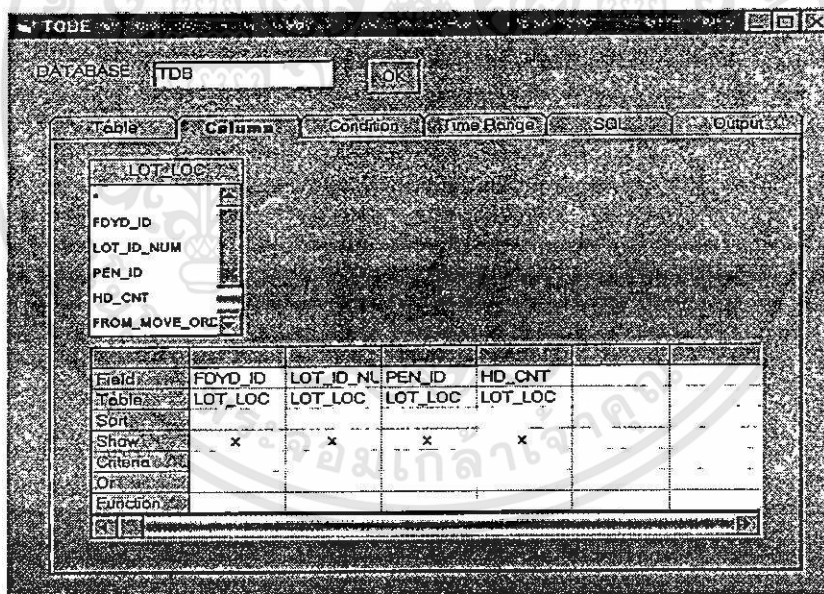 TOBE
DATABASE TDB OK
Table Column Condition Time Range SQL Output
LOT_LOC
*
FDYD_ID
LOT_ID_NUM
PEN_ID
HD_CNT
FROM_MOVE_ORD
Field FDYD_ID LOT_ID_NU PEN_ID HD_CNT
Table LOT_LOC LOT_LOC LOT_LOC LOT_LOC
Sort
Show x x x x
Criteria
Or
Function